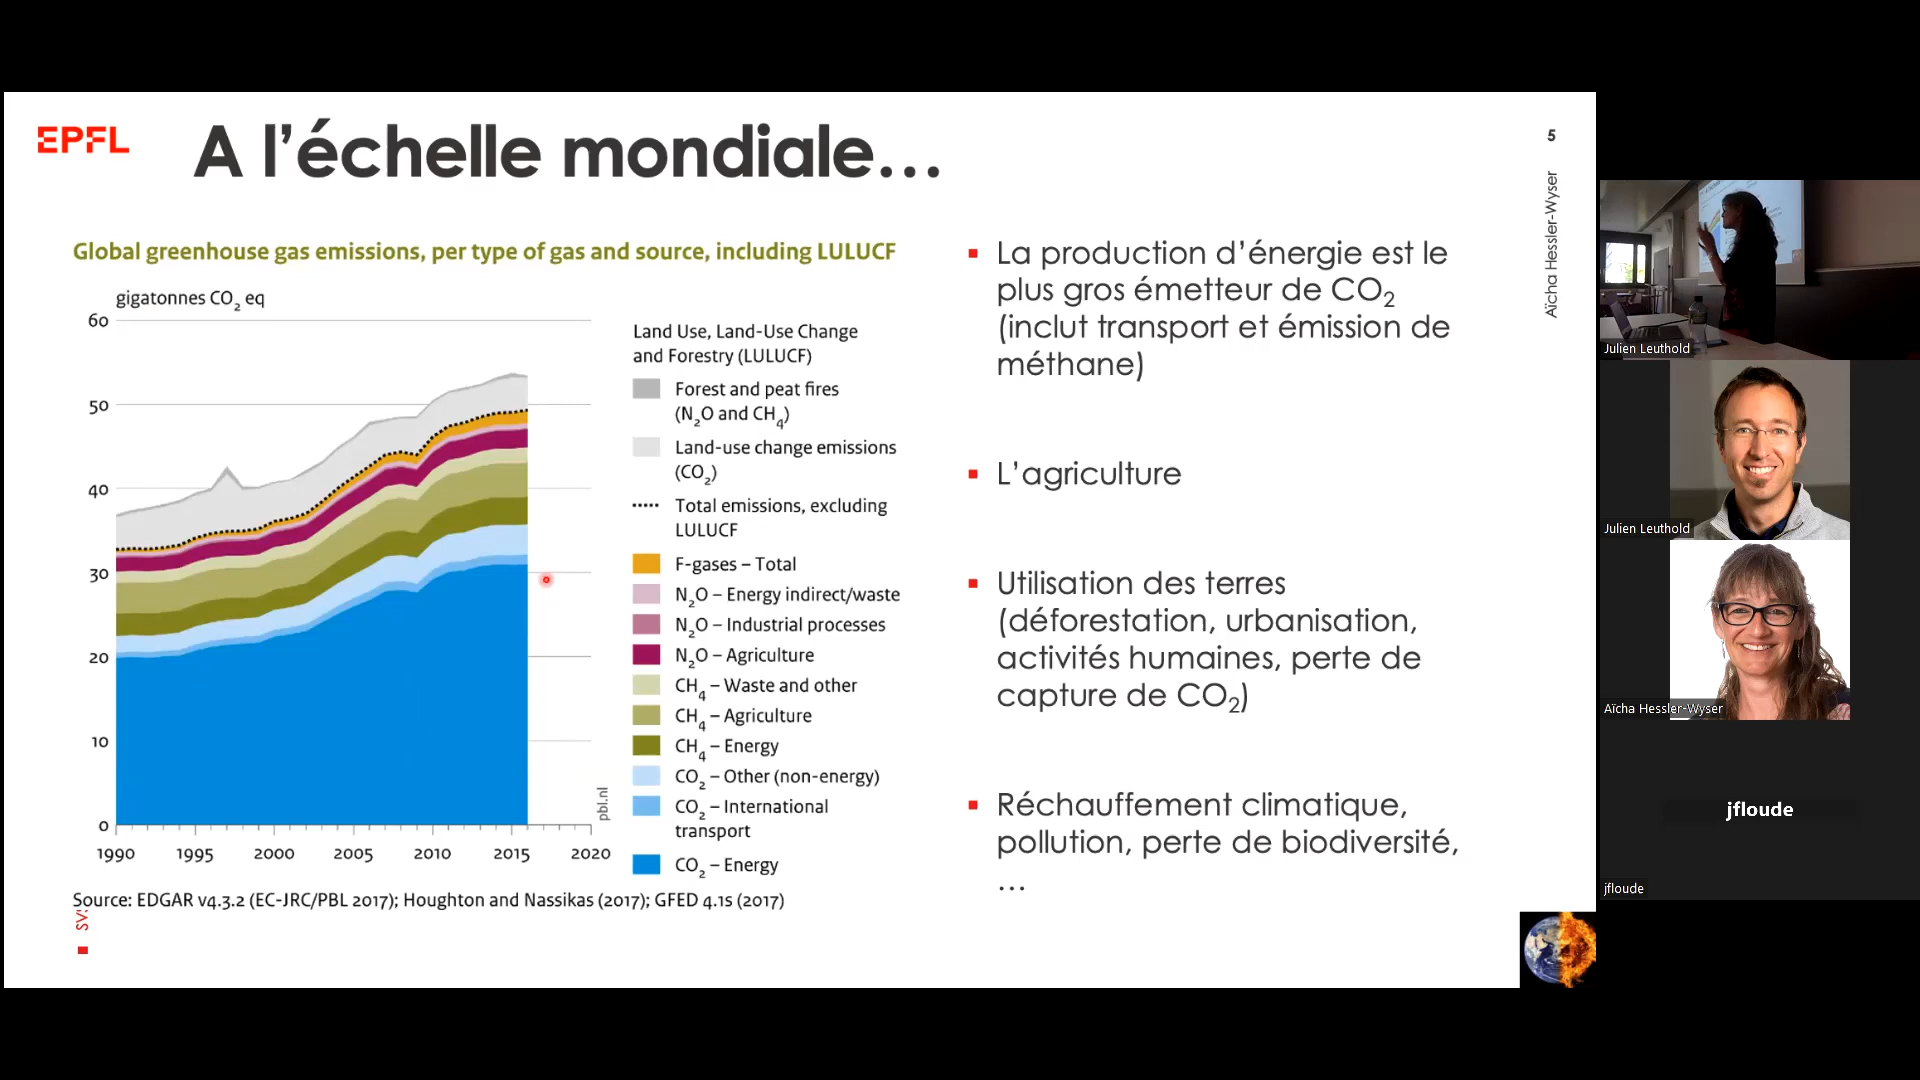 EPFL
A l’échelle mondiale…
5
Aïcha Hessler-Wyser
Global greenhouse gas emissions, per type of gas and source, including LULUCF
gigatonnes CO₂ eq
60
50
40
30
20
10
0
1990 1995 2000 2005 2010 2015 2020
pbl.nl
Land Use, Land-Use Change
and Forestry (LULUCF)
Forest and peat fires
(N₂O and CH₄)
Land-use change emissions
(CO₂)
Total emissions, excluding
LULUCF
F-gases – Total
N₂O – Energy indirect/waste
N₂O – Industrial processes
N₂O – Agriculture
CH₄ – Waste and other
CH₄ – Agriculture
CH₄ – Energy
CO₂ – Other (non-energy)
CO₂ – International
transport
CO₂ – Energy
Source: EDGAR v4.3.2 (EC-JRC/PBL 2017); Houghton and Nassikas (2017); GFED 4.1s (2017)
La production d’énergie est le
plus gros émetteur de CO₂
(inclut transport et émission de
méthane)
L’agriculture
Utilisation des terres
(déforestation, urbanisation,
activités humaines, perte de
capture de CO₂)
Réchauffement climatique,
pollution, perte de biodiversité,
…
Julien Leuthold
Julien Leuthold
Aïcha Hessler-Wyser
jfloude
jfloude